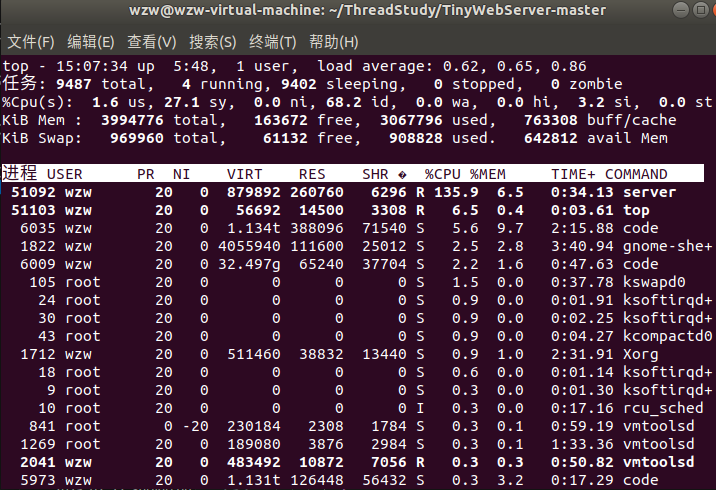 wzw@wzw-virtual-machine: ~/ThreadStudy/TinyWebServer-master
文件(F) 编辑(E) 查看(V) 搜索(S) 终端(T) 帮助(H)
top - 15:07:34 up  5:48,  1 user,  load average: 0.62, 0.65, 0.86
任务: 9487 total,   4 running, 9402 sleeping,   0 stopped,   0 zombie
%Cpu(s):  1.6 us, 27.1 sy,  0.0 ni, 68.2 id,  0.0 wa,  0.0 hi,  3.2 si,  0.0 st
KiB Mem :  3994776 total,   163672 free,  3067796 used,   763308 buff/cache
KiB Swap:   969960 total,    61132 free,   908828 used.   642812 avail Mem
进程 USER      PR  NI    VIRT    RES    SHR � %CPU %MEM     TIME+ COMMAND
51092 wzw       20   0  879892 260760   6296 R 135.9  6.5   0:34.13 server
51103 wzw       20   0   56692  14500   3308 R   6.5  0.4   0:03.61 top
6035 wzw       20   0  1.134t 388096  71540 S   5.6  9.7   2:15.88 code
1822 wzw       20   0 4055940 111600  25012 S   2.5  2.8   3:40.94 gnome-she+
6009 wzw       20   0 32.497g  65240  37704 S   2.2  1.6   0:47.63 code
105 root      20   0       0      0      0 S   1.5  0.0   0:37.78 kswapd0
24 root      20   0       0      0      0 S   0.9  0.0   0:01.91 ksoftirqd+
30 root      20   0       0      0      0 S   0.9  0.0   0:02.25 ksoftirqd+
43 root      20   0       0      0      0 S   0.9  0.0   0:04.27 kcompactd0
1712 wzw       20   0  511460  38832  13440 S   0.9  1.0   2:31.91 Xorg
18 root      20   0       0      0      0 S   0.6  0.0   0:01.14 ksoftirqd+
9 root      20   0       0      0      0 S   0.3  0.0   0:01.30 ksoftirqd+
10 root      20   0       0      0      0 I   0.3  0.0   0:17.16 rcu_sched
841 root       0 -20  230184   2308   1784 S   0.3  0.1   0:59.19 vmtoolsd
1269 root      20   0  189080   3876   2984 S   0.3  0.1   1:33.36 vmtoolsd
2041 wzw       20   0  483492  10872   7056 R   0.3  0.3   0:50.82 vmtoolsd
5973 wzw       20   0  1.131t 126448  56432 S   0.3  3.2   0:17.29 code